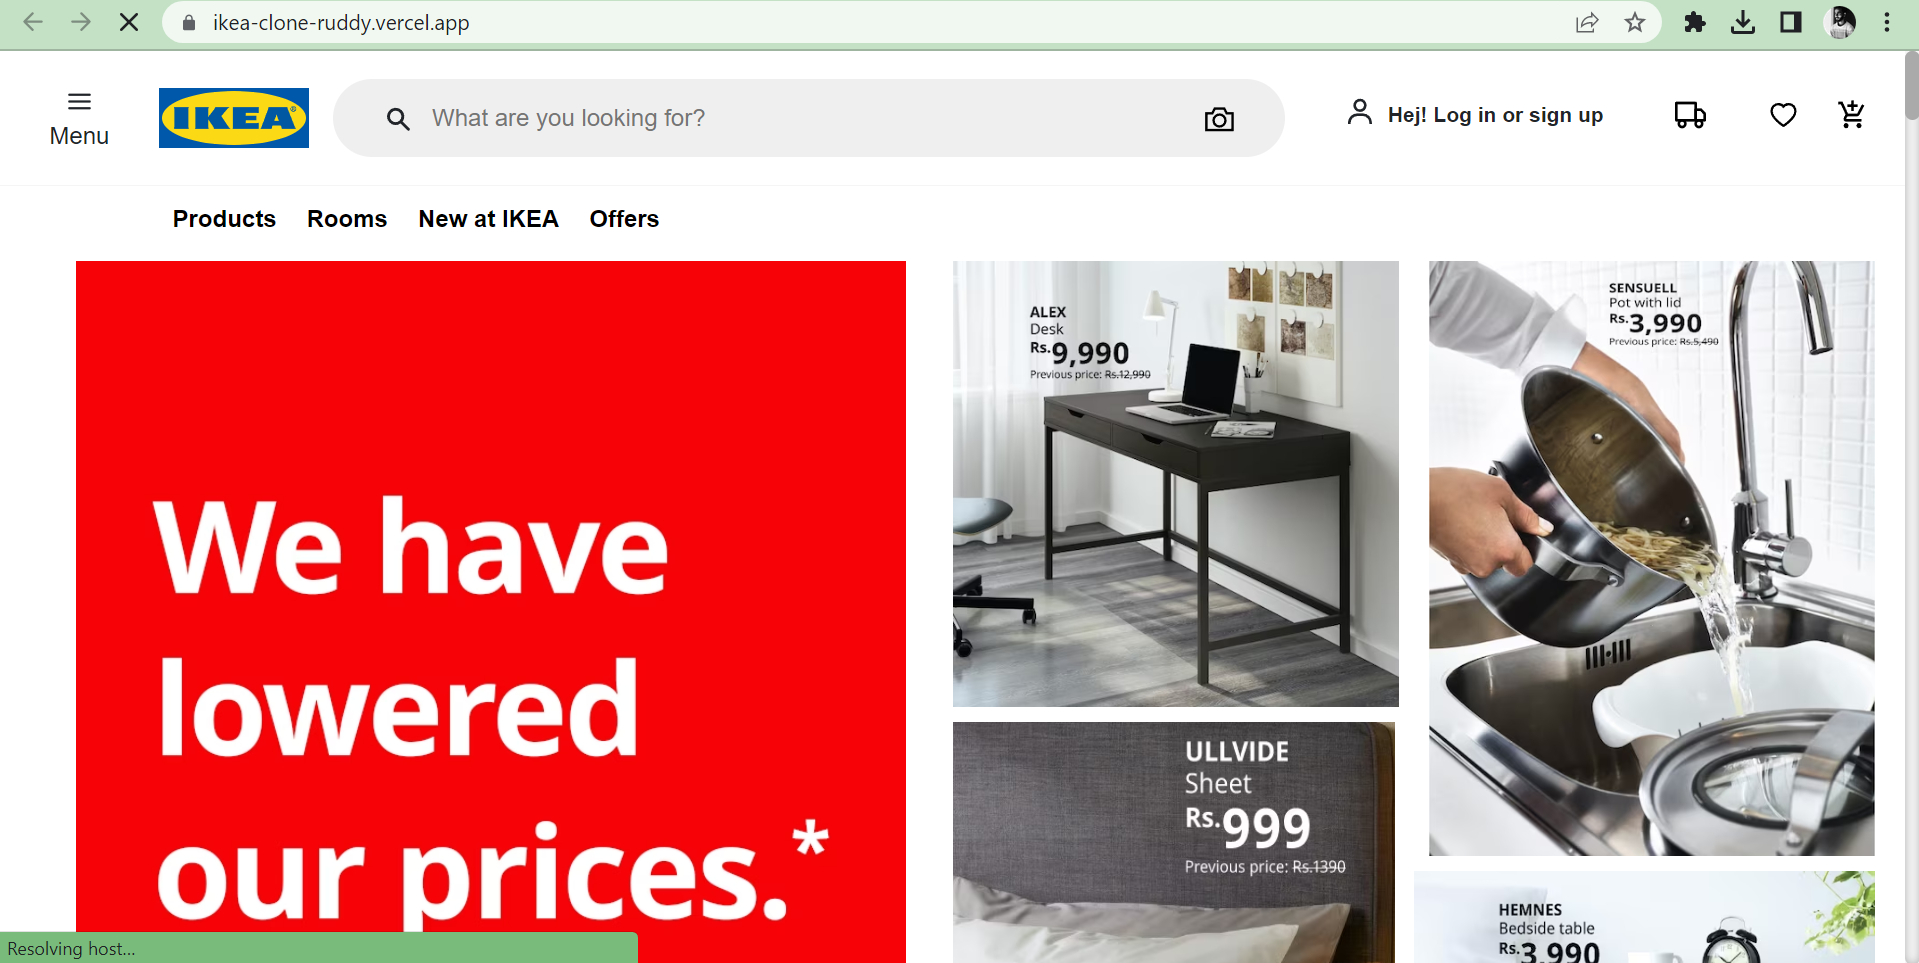 ikea-clone-ruddy.vercel.app
Menu
IKEA®
What are you looking for?
Hej! Log in or sign up
Products
Rooms
New at IKEA
Offers
We have
lowered
our prices.*
ALEX
Desk
Rs.9,990
Previous price: Rs.12,990
SENSUELL
Pot with lid
Rs.3,990
Previous price: Rs.5,490
ULLVIDE
Sheet
Rs.999
Previous price: Rs.1390
HEMNES
Bedside table
Rs.3,990
Resolving host...